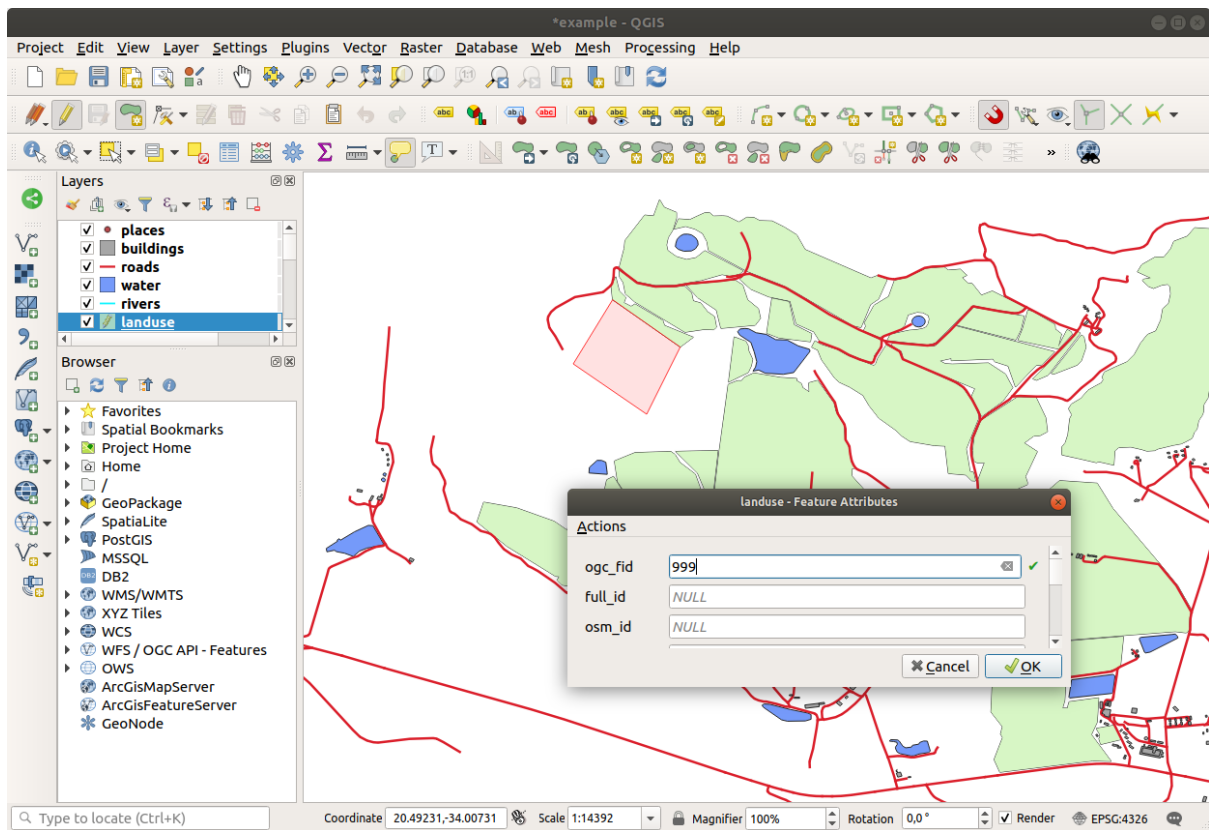 *example - QGIS
Project Edit View Layer Settings Plugins Vector Raster Database Web Mesh Processing Help
Layers
places
buildings
roads
water
rivers
landuse
Browser
Favorites
Spatial Bookmarks
Project Home
Home
/
GeoPackage
SpatiaLite
PostGIS
MSSQL
DB2
WMS/WMTS
XYZ Tiles
WCS
WFS / OGC API - Features
OWS
ArcGisMapServer
ArcGisFeatureServer
GeoNode
landuse - Feature Attributes
Actions
ogc_fid 999
full_id NULL
osm_id NULL
Cancel OK
Type to locate (Ctrl+K) Coordinate 20.49231,-34.00731 Scale 1:14392 Magnifier 100% Rotation 0,0 ° Render EPSG:4326